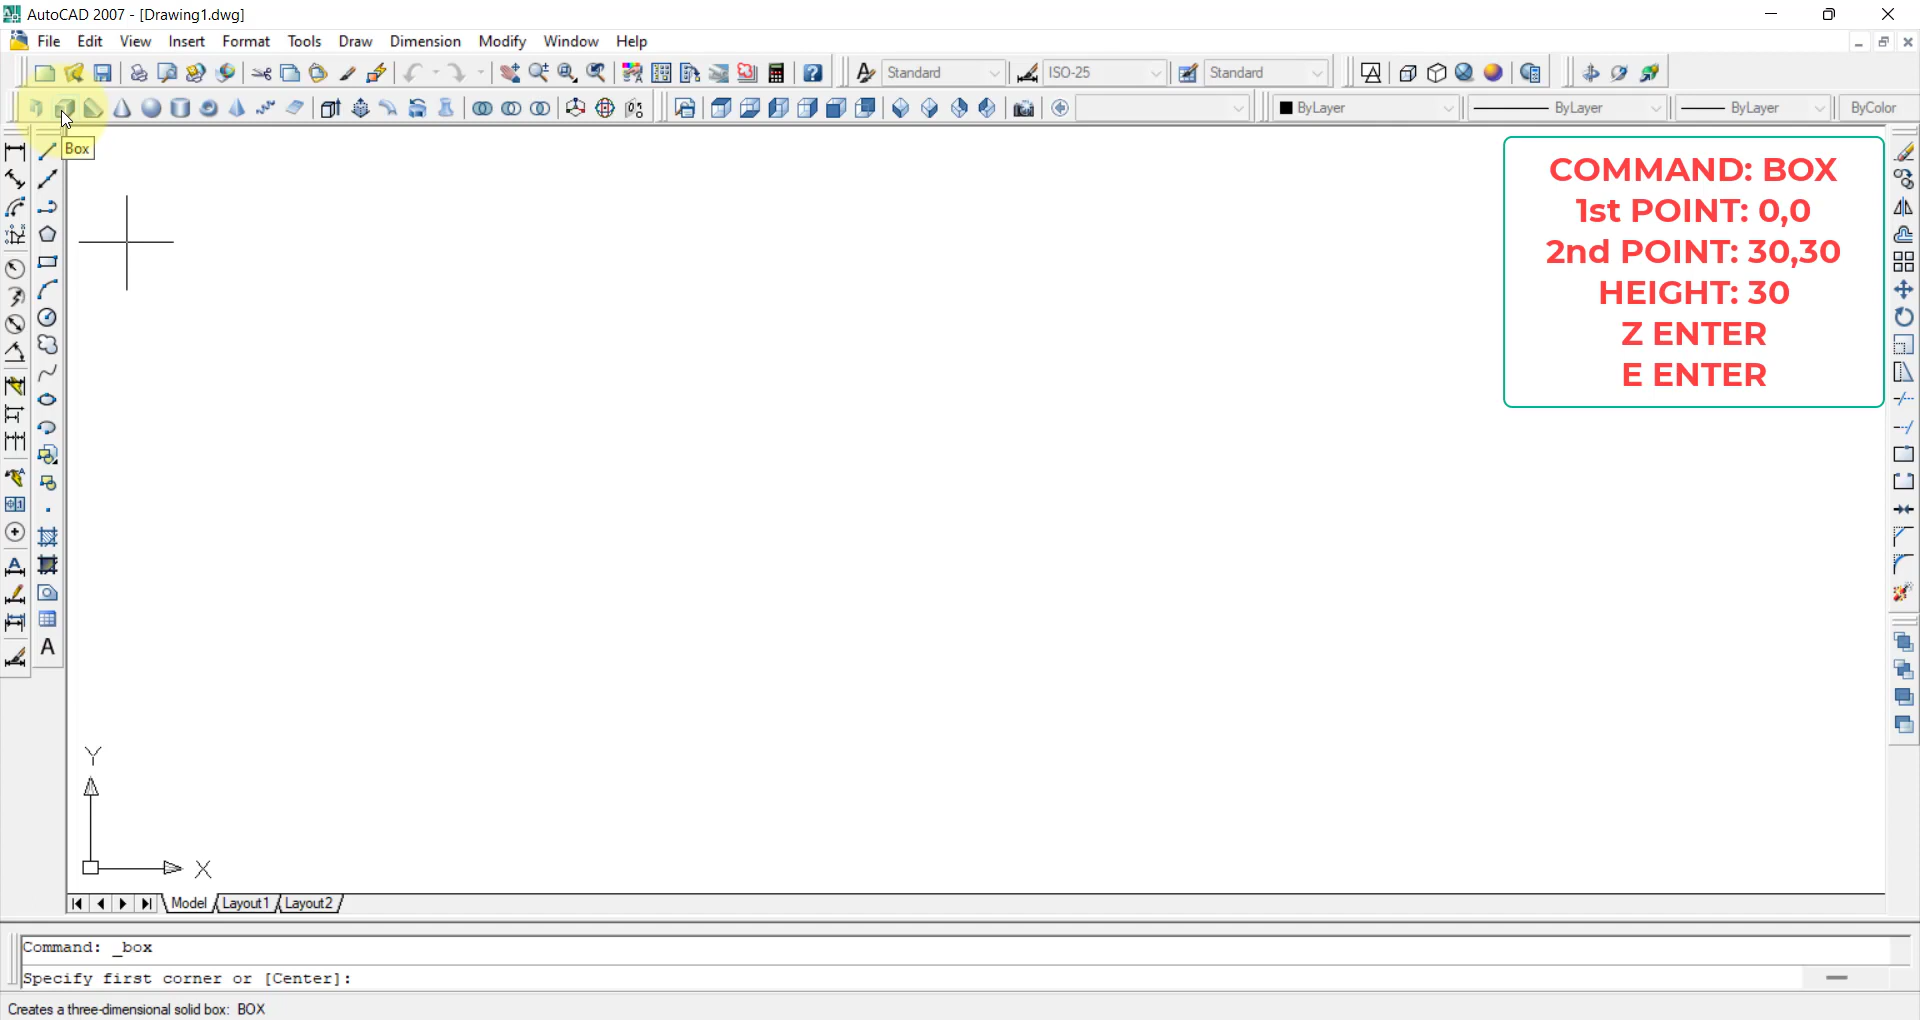 AutoCAD 2007 - [Drawing1.dwg]
File Edit View Insert Format Tools Draw Dimension Modify Window Help
Standard ISO-25 Standard
ByLayer ByLayer ByLayer ByColor
Box
COMMAND: BOX
1st POINT: 0,0
2nd POINT: 30,30
HEIGHT: 30
Z ENTER
E ENTER
A
Y
X
Model Layout1 Layout2
Command: _box
Specify first corner or [Center]:
Creates a three-dimensional solid box: BOX